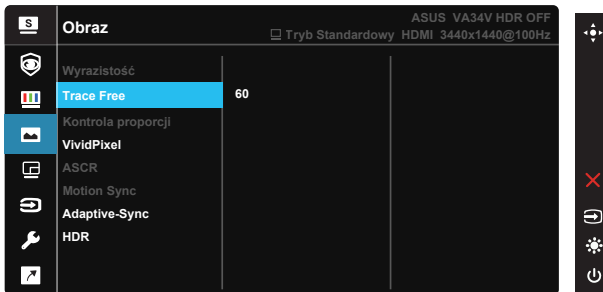 S
Obraz
ASUS VA34V HDR OFF
Tryb Standardowy HDMI 3440x1440@100Hz
Wyrazistość
Trace Free 60
Kontrola proporcji
VividPixel
ASCR
Motion Sync
Adaptive-Sync
HDR